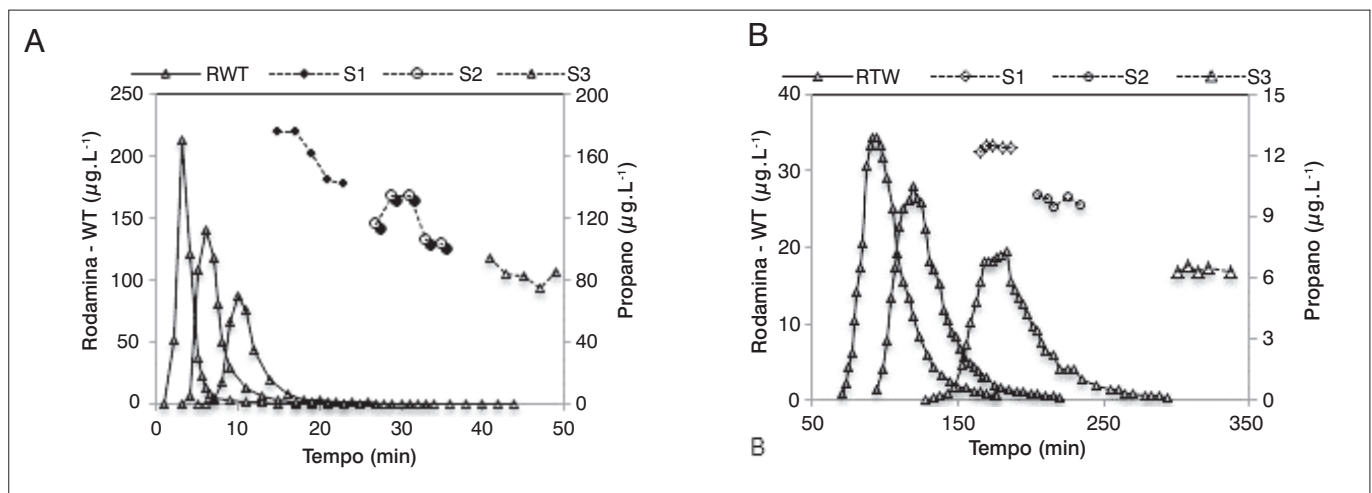 A
RWT S1 S2 S3
Rodamina - WT (µg.L-1)
250
200
150
100
50
0
200
160
120
80
40
0
Propano (µg.L-1)
0 10 20 30 40 50
Tempo (min)
B
RTW S1 S2 S3
Rodamina - WT (µg.L-1)
40
30
20
10
0
15
12
9
6
3
0
Propano (µg.L-1)
50 150 250 350
B
Tempo (min)